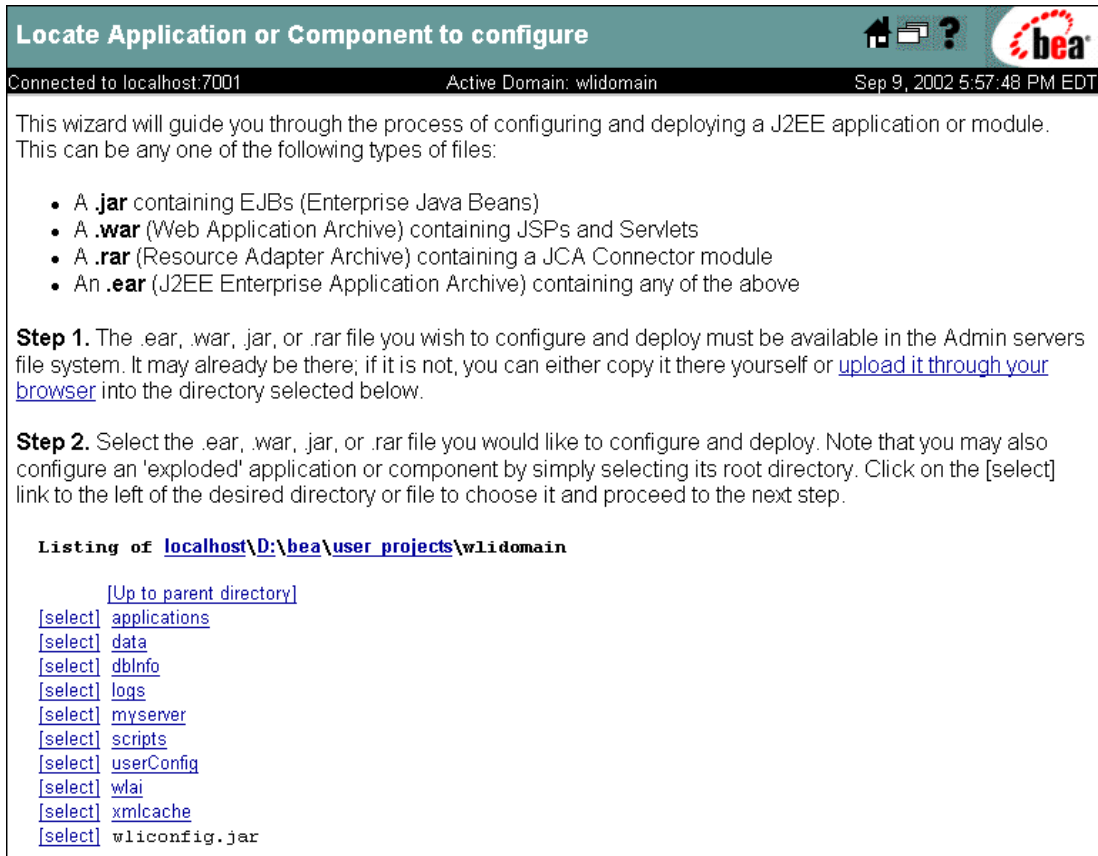 Locate Application or Component to configure
? bea
Connected to localhost:7001 Active Domain: wlidomain Sep 9, 2002 5:57:48 PM EDT
This wizard will guide you through the process of configuring and deploying a J2EE application or module.
This can be any one of the following types of files:
• A .jar containing EJBs (Enterprise Java Beans)
• A .war (Web Application Archive) containing JSPs and Servlets
• A .rar (Resource Adapter Archive) containing a JCA Connector module
• An .ear (J2EE Enterprise Application Archive) containing any of the above
Step 1. The .ear, .war, .jar, or .rar file you wish to configure and deploy must be available in the Admin servers
file system. It may already be there; if it is not, you can either copy it there yourself or upload it through your
browser into the directory selected below.
Step 2. Select the .ear, .war, .jar, or .rar file you would like to configure and deploy. Note that you may also
configure an 'exploded' application or component by simply selecting its root directory. Click on the [select]
link to the left of the desired directory or file to choose it and proceed to the next step.
Listing of localhost\D:\bea\user_projects\wlidomain
[Up to parent directory]
[select] applications
[select] data
[select] dbInfo
[select] logs
[select] myserver
[select] scripts
[select] userConfig
[select] wlai
[select] xmlcache
[select] wliconfig.jar